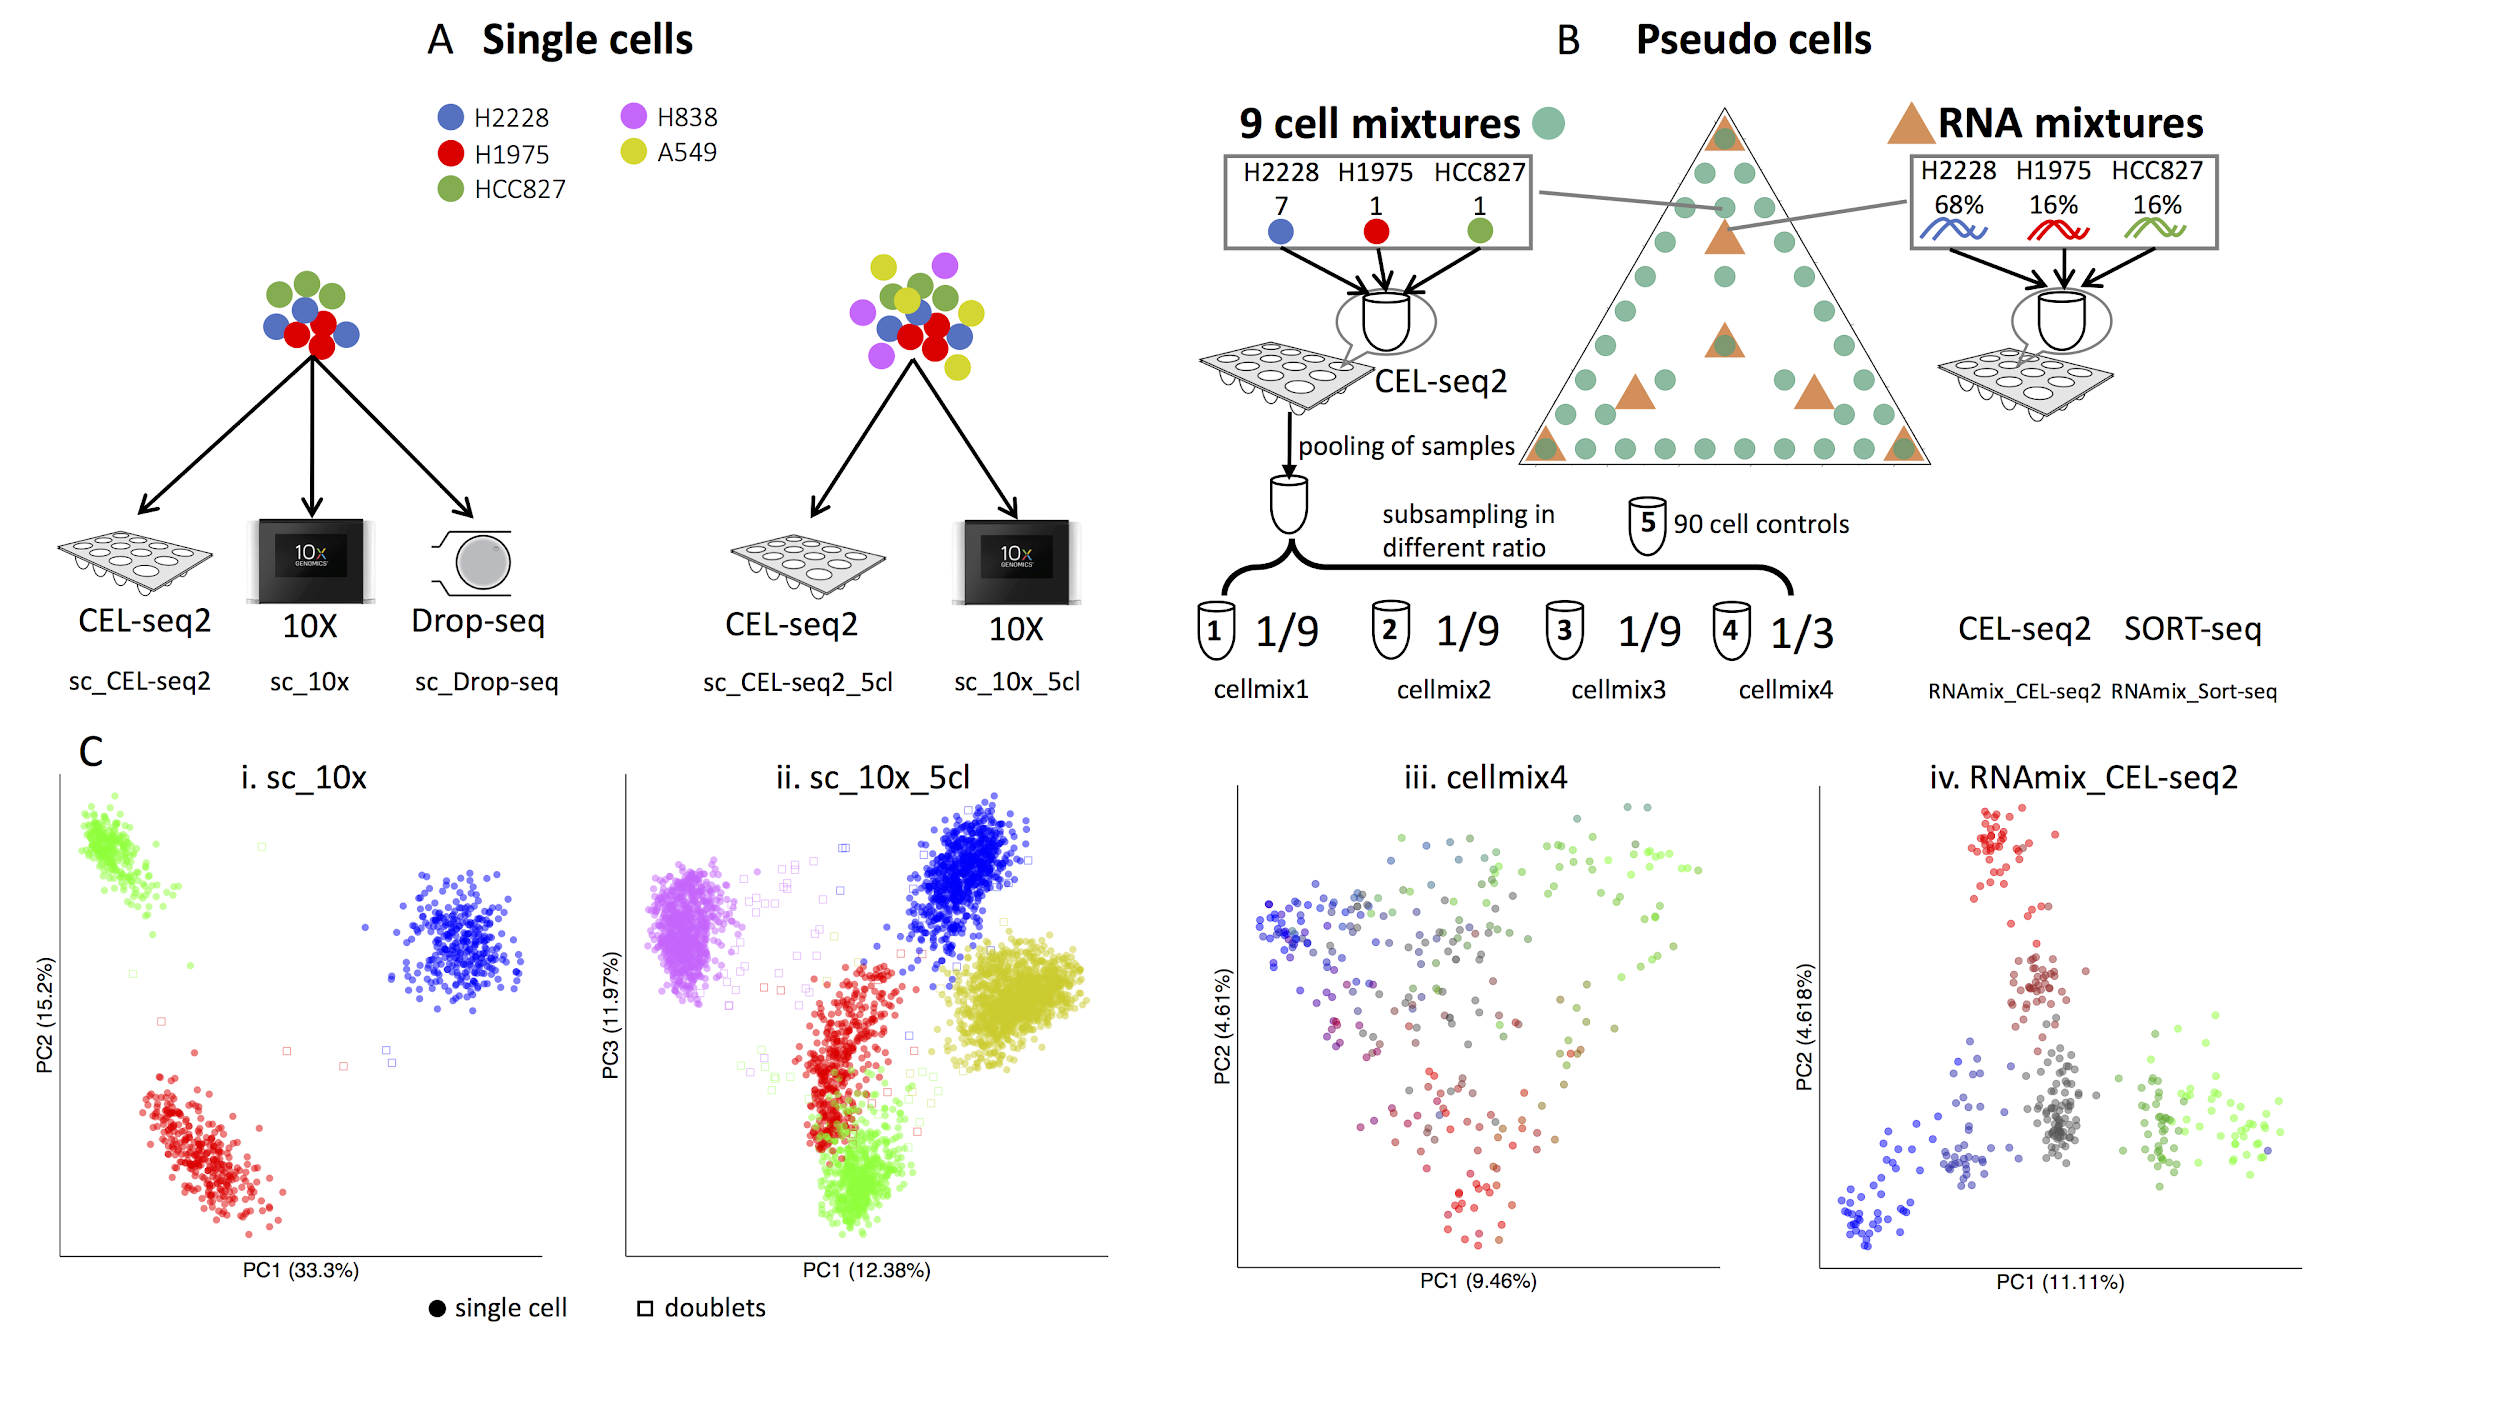 A Single cells
H2228
H838
H1975
A549
HCC827
10x
GENOMICS
10x
GENOMICS
CEL-seq2
10X
Drop-seq
CEL-seq2
10X
sc_CEL-seq2
sc_10x
sc_Drop-seq
sc_CEL-seq2_5cl
sc_10x_5cl
B Pseudo cells
9 cell mixtures
RNA mixtures
H2228 H1975 HCC827
7 1 1
H2228 H1975 HCC827
68% 16% 16%
CEL-seq2
pooling of samples
subsampling in
different ratio
5 90 cell controls
1 1/9
2 1/9
3 1/9
4 1/3
CEL-seq2 SORT-seq
cellmix1
cellmix2
cellmix3
cellmix4
RNAmix_CEL-seq2 RNAmix_Sort-seq
C
i. sc_10x
PC2 (15.2%)
PC1 (33.3%)
ii. sc_10x_5cl
PC3 (11.97%)
PC1 (12.38%)
iii. cellmix4
PC2 (4.61%)
PC1 (9.46%)
iv. RNAmix_CEL-seq2
PC2 (4.618%)
PC1 (11.11%)
single cell
doublets